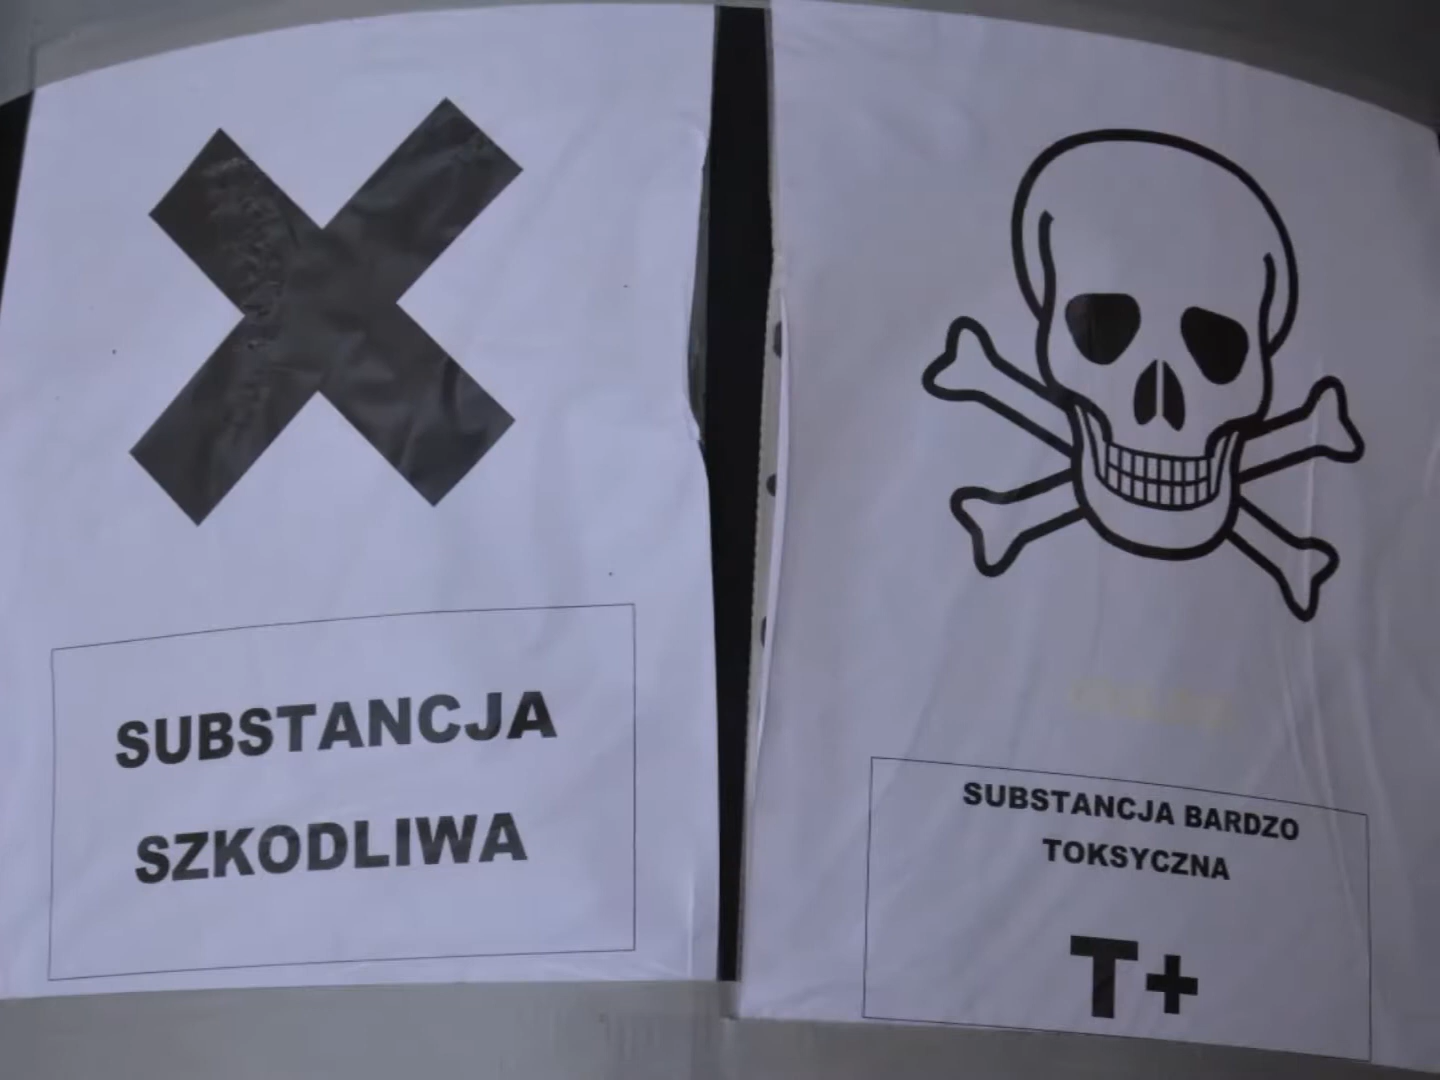 SUBSTANCJA
SZKODLIWA
SUBSTANCJA BARDZO
TOKSYCZNA
T+